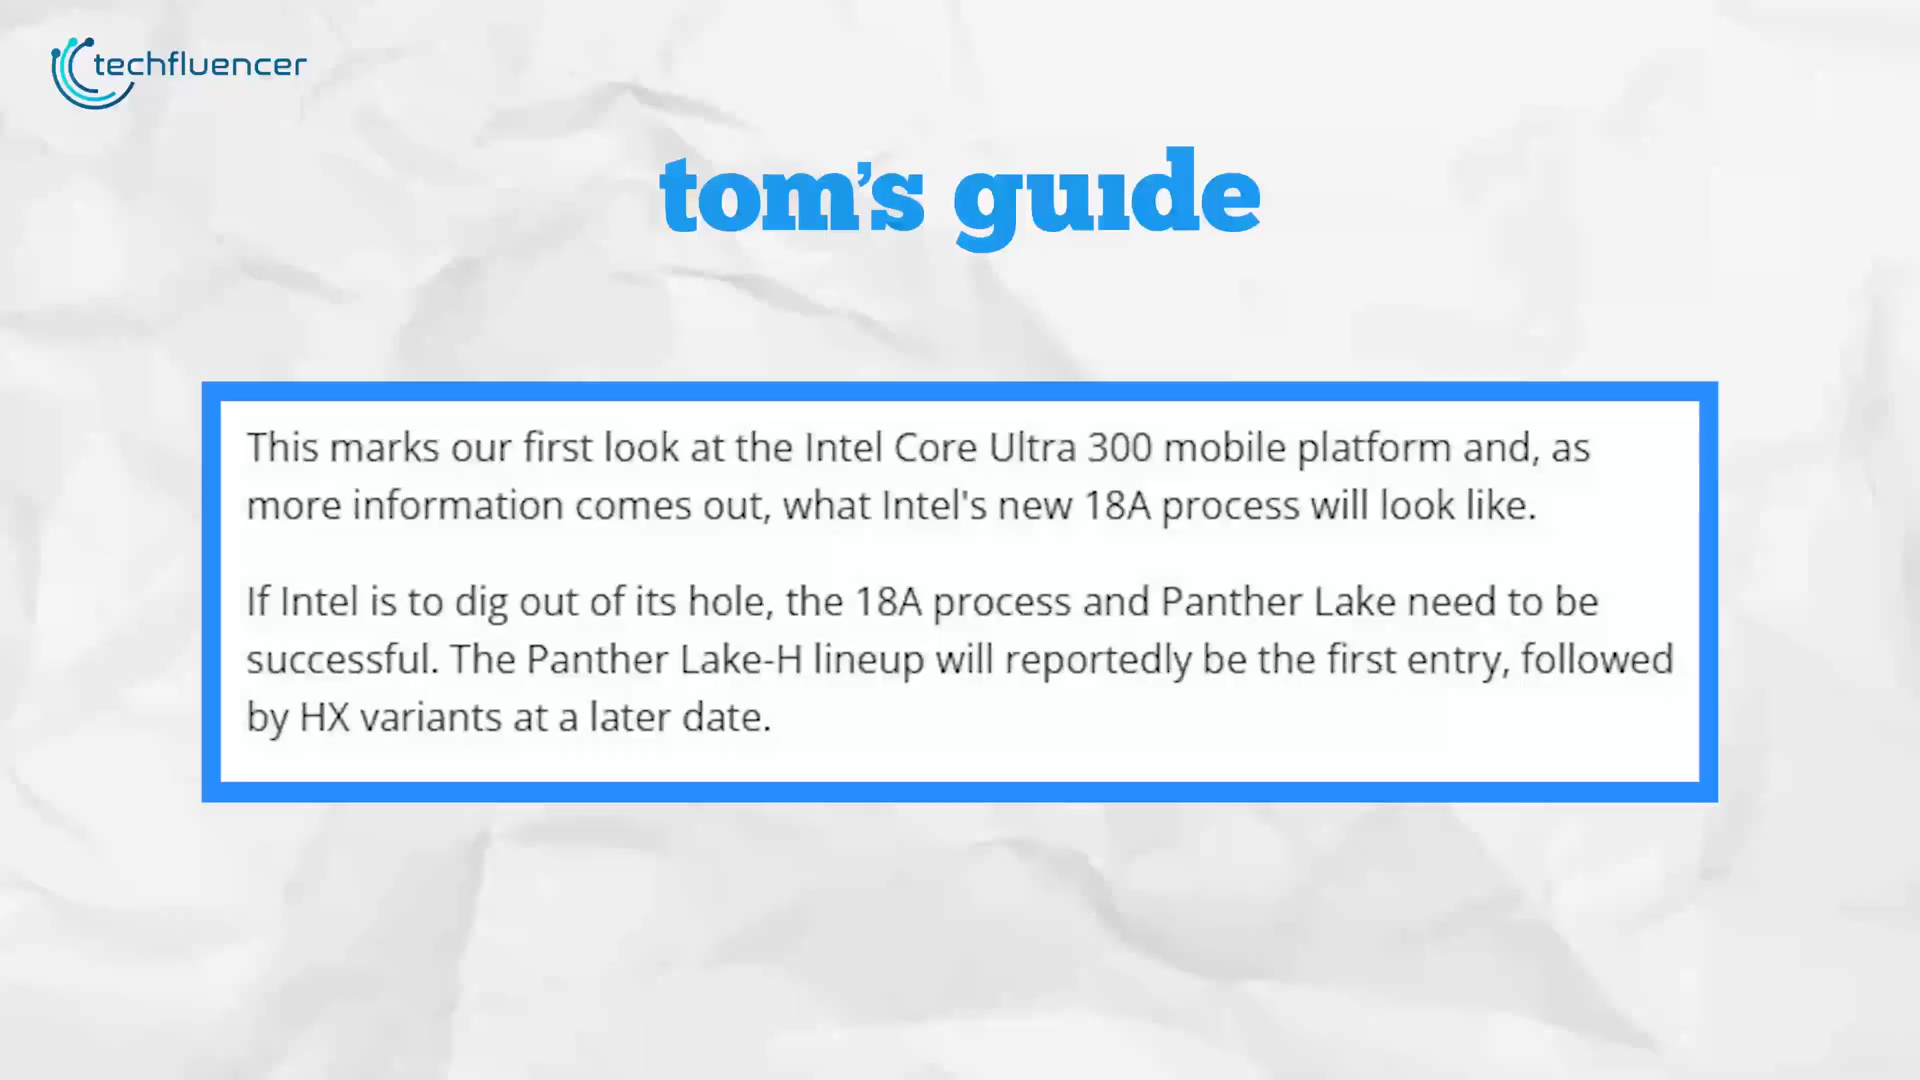 techfluencer
tom's guide
This marks our first look at the Intel Core Ultra 300 mobile platform and, as
more information comes out, what Intel's new 18A process will look like.
If Intel is to dig out of its hole, the 18A process and Panther Lake need to be
successful. The Panther Lake-H lineup will reportedly be the first entry, followed
by HX variants at a later date.